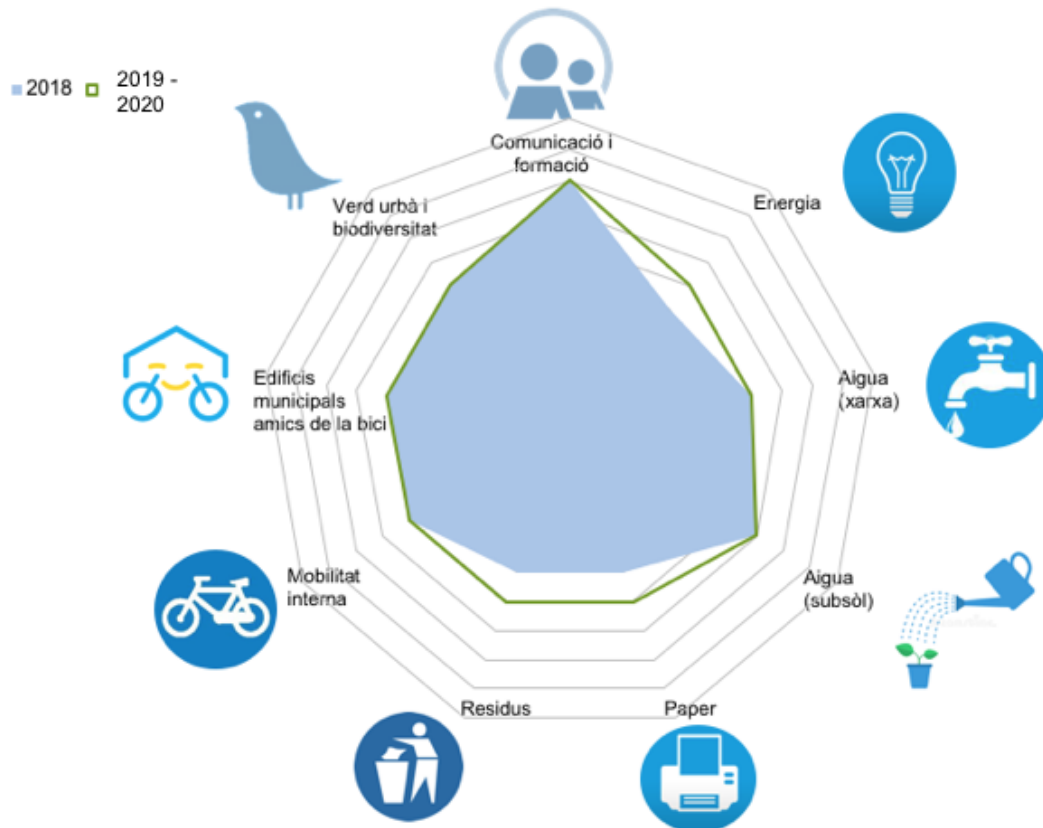 2018
2019 -
2020
Comunicació i
formació
Energia
Verd urbà i
biodiversitat
Edificis
municipals
amics de la bici
Aigua
(xarxa)
Mobilitat
interna
Aigua
(subsòl)
Residus
Paper